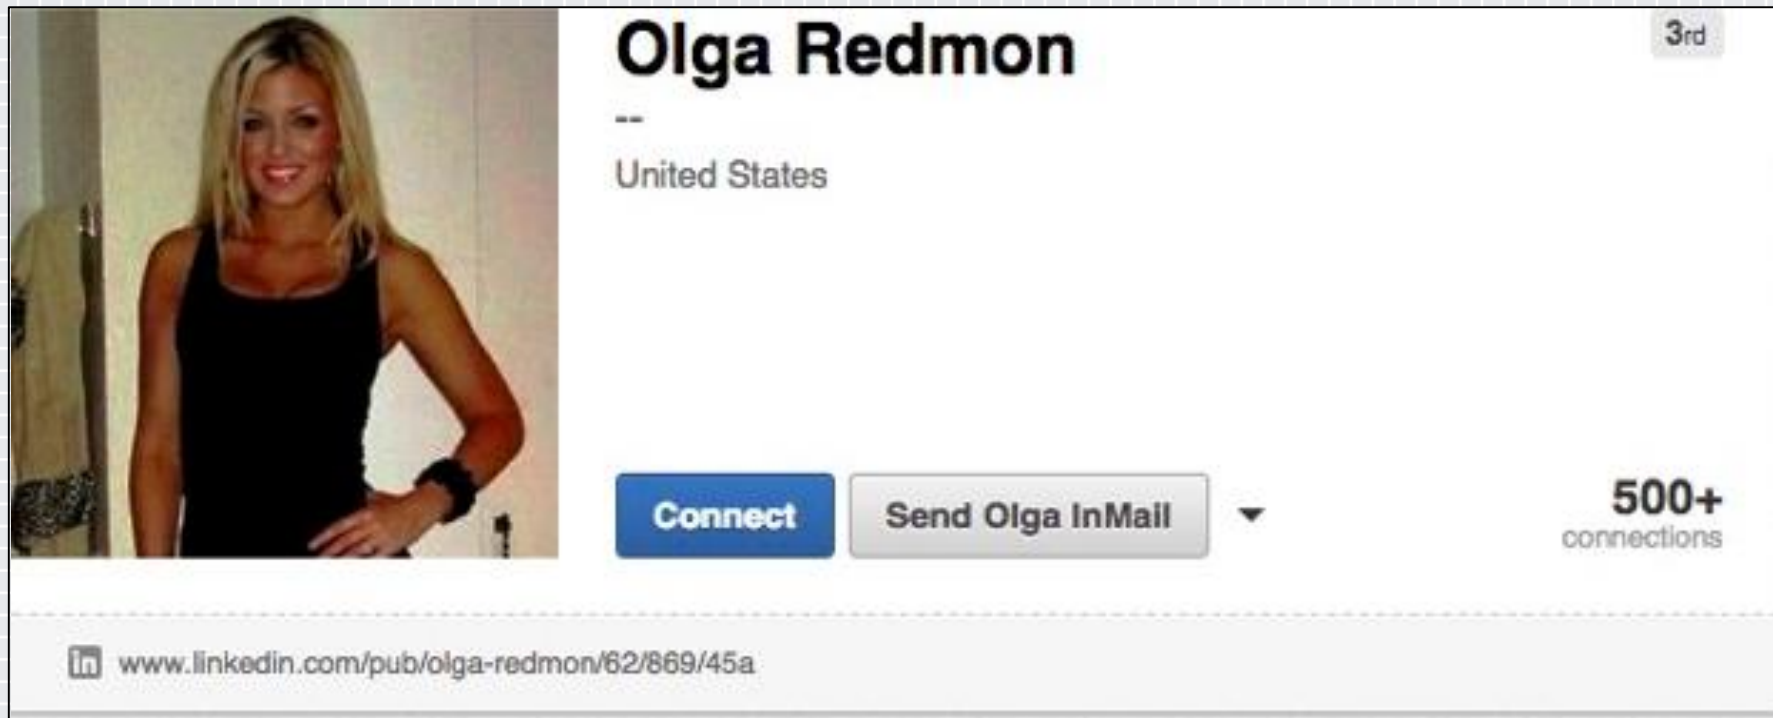 Olga Redmon
3rd
--
United States
Connect
Send Olga InMail
500+
connections
in www.linkedin.com/pub/olga-redmon/62/869/45a